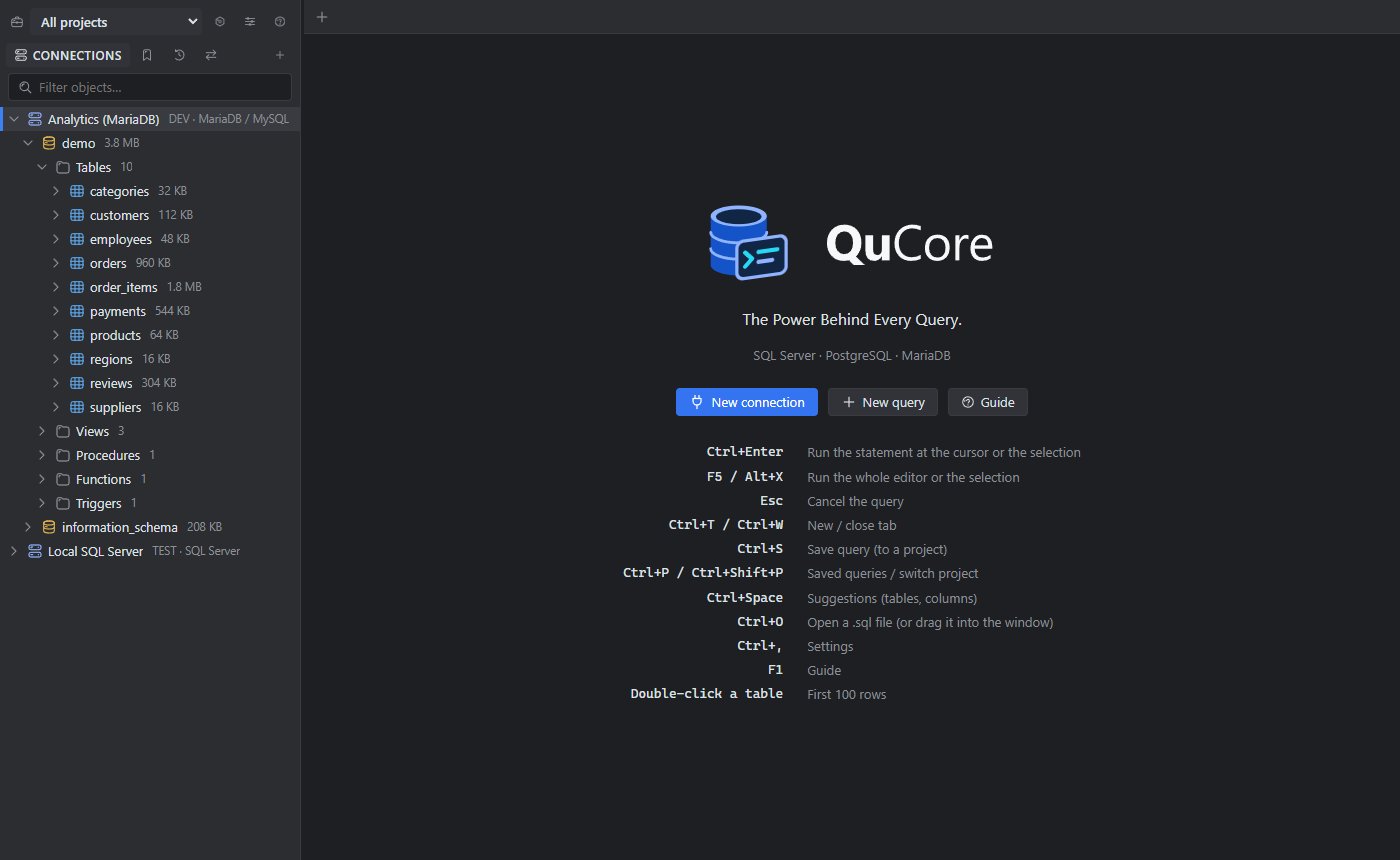 All projects
CONNECTIONS
Filter objects...
Analytics (MariaDB) DEV · MariaDB / MySQL
demo 3.8 MB
Tables 10
categories 32 KB
customers 112 KB
employees 48 KB
orders 960 KB
order_items 1.8 MB
payments 544 KB
products 64 KB
regions 16 KB
reviews 304 KB
suppliers 16 KB
Views 3
Procedures 1
Functions 1
Triggers 1
information_schema 208 KB
Local SQL Server TEST · SQL Server
QuCore
The Power Behind Every Query.
SQL Server · PostgreSQL · MariaDB
New connection New query Guide
Ctrl+Enter Run the statement at the cursor or the selection
F5 / Alt+X Run the whole editor or the selection
Esc Cancel the query
Ctrl+T / Ctrl+W New / close tab
Ctrl+S Save query (to a project)
Ctrl+P / Ctrl+Shift+P Saved queries / switch project
Ctrl+Space Suggestions (tables, columns)
Ctrl+O Open a .sql file (or drag it into the window)
Ctrl+, Settings
F1 Guide
Double-click a table First 100 rows